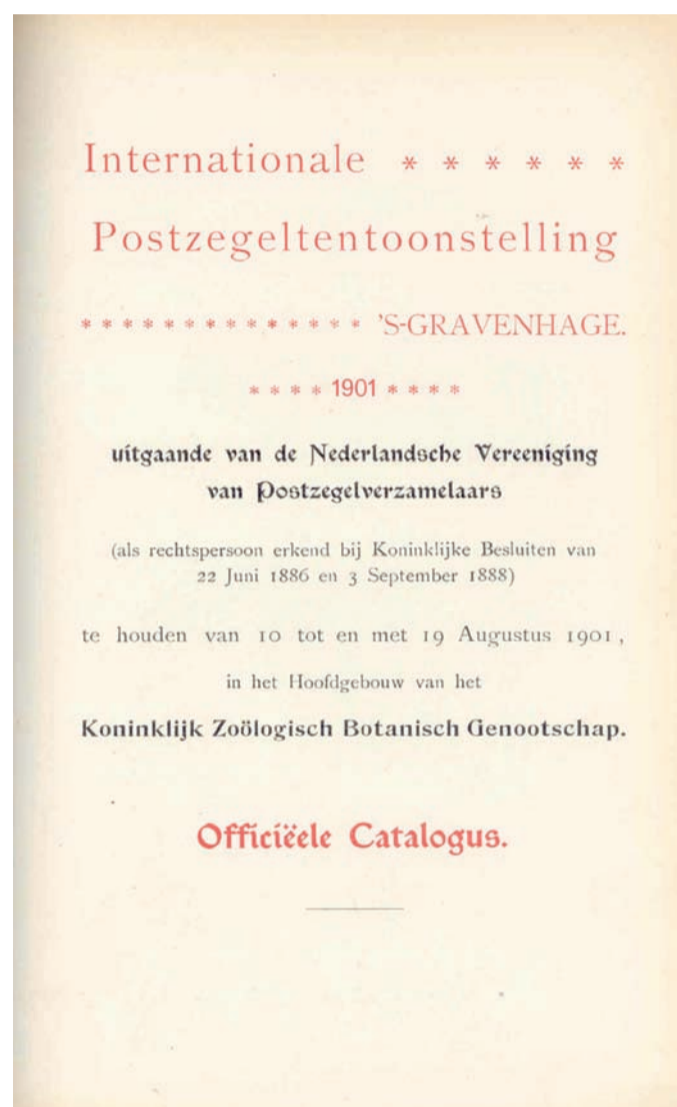 Internationale * * * * * *
Postzegeltentoonstelling
* * * * * * * * * * * * * * 'S-GRAVENHAGE.
* * * * 1901 * * * *
uitgaande van de Nederlandsche Vereeniging
van Postzegelverzamelaars
(als rechtspersoon erkend bij Koninklijke Besluiten van
22 Juni 1886 en 3 September 1888)
te houden van 10 tot en met 19 Augustus 1901,
in het Hoofdgebouw van het
Koninklijk Zoölogisch Botanisch Genootschap.
Officiëele Catalogus.